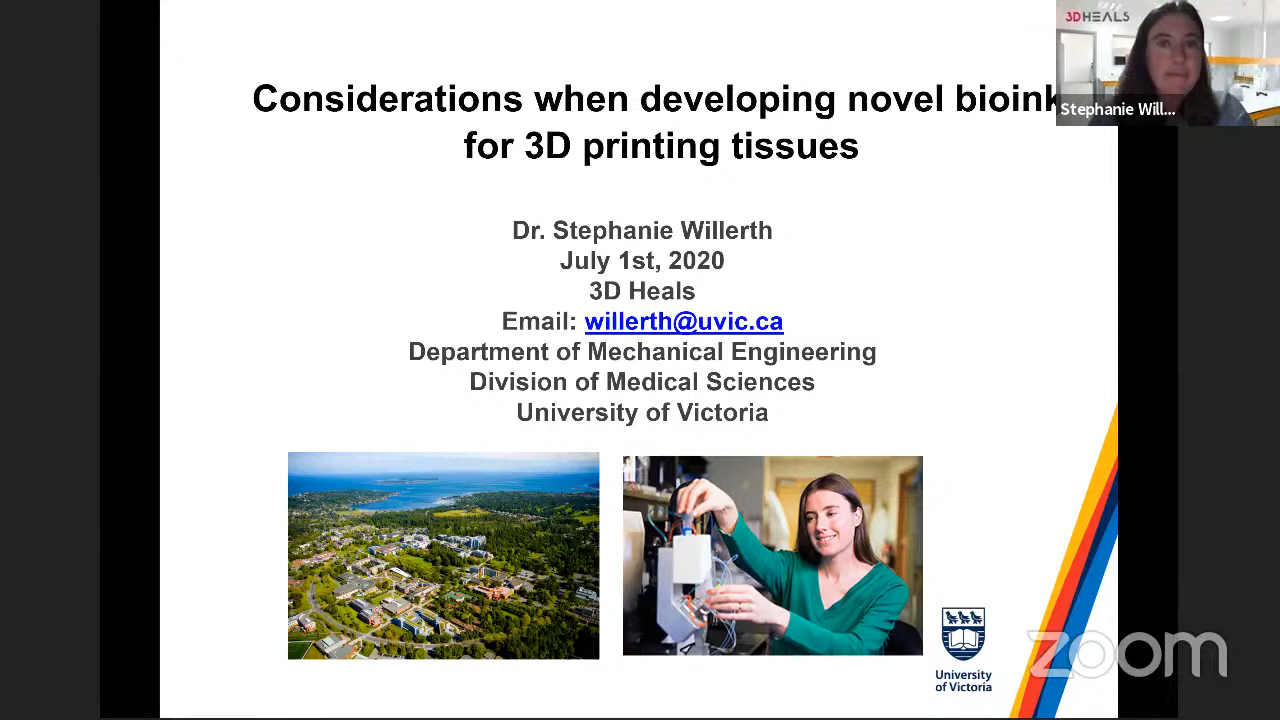 3DHEALS
Stephanie Will...
Considerations when developing novel bioink
for 3D printing tissues
Dr. Stephanie Willerth
July 1st, 2020
3D Heals
Email: willerth@uvic.ca
Department of Mechanical Engineering
Division of Medical Sciences
University of Victoria
University
of Victoria
zoom